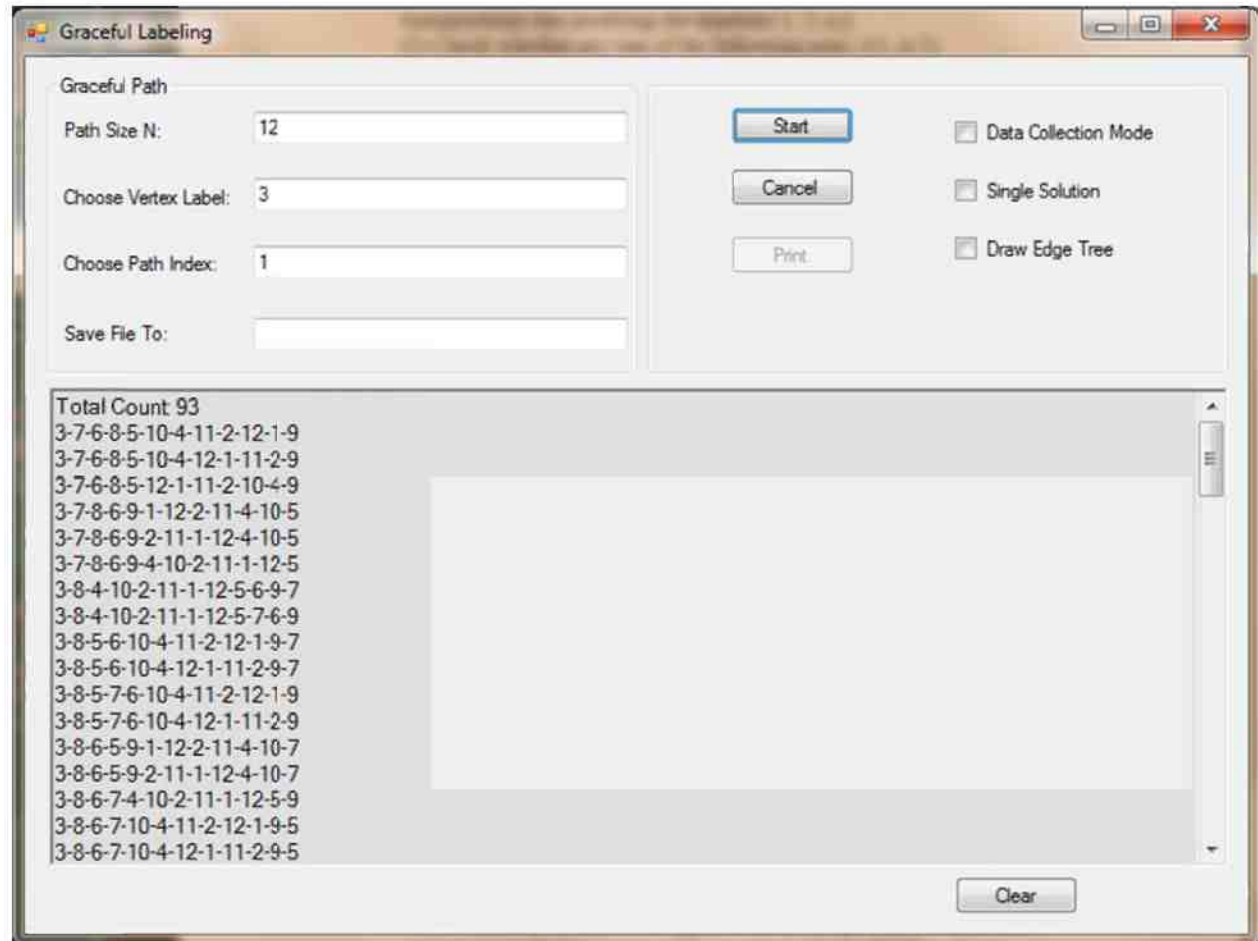 Graceful Labeling
Graceful Path
Path Size N: 12
Choose Vertex Label: 3
Choose Path Index: 1
Save File To:
Start
Cancel
Print
Data Collection Mode
Single Solution
Draw Edge Tree
Total Count 93
3-7-6-8-5-10-4-11-2-12-1-9
3-7-6-8-5-10-4-12-1-11-2-9
3-7-6-8-5-12-1-11-2-10-4-9
3-7-8-6-9-1-12-2-11-4-10-5
3-7-8-6-9-2-11-1-12-4-10-5
3-7-8-6-9-4-10-2-11-1-12-5
3-8-4-10-2-11-1-12-5-6-9-7
3-8-4-10-2-11-1-12-5-7-6-9
3-8-5-6-10-4-11-2-12-1-9-7
3-8-5-6-10-4-12-1-11-2-9-7
3-8-5-7-6-10-4-11-2-12-1-9
3-8-5-7-6-10-4-12-1-11-2-9
3-8-6-5-9-1-12-2-11-4-10-7
3-8-6-5-9-2-11-1-12-4-10-7
3-8-6-7-4-10-2-11-1-12-5-9
3-8-6-7-10-4-11-2-12-1-9-5
3-8-6-7-10-4-12-1-11-2-9-5
Clear